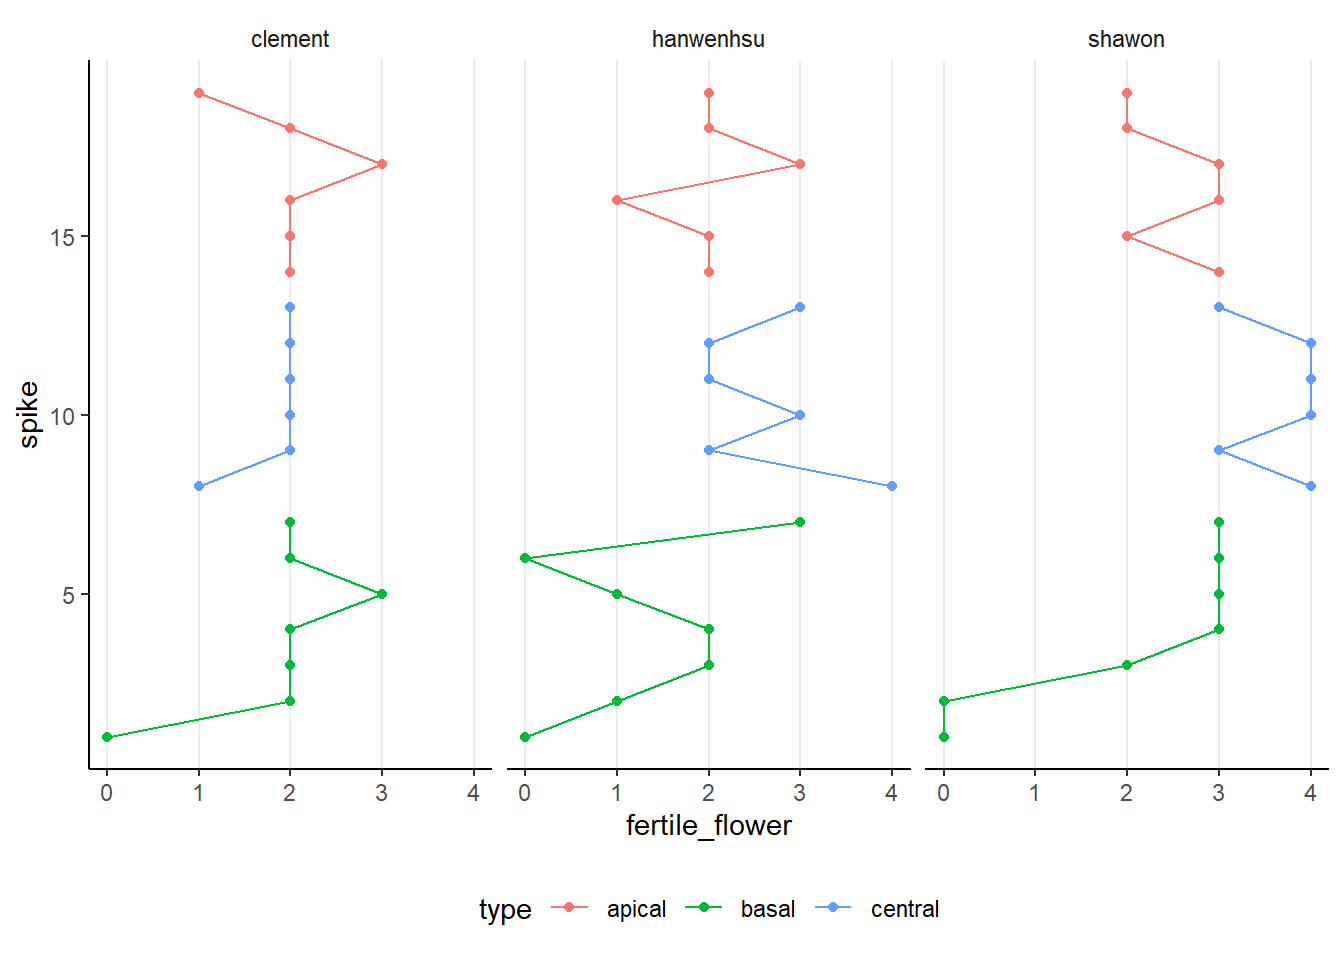 clement hanwenhsu shawon
15
10
5
spike
0 1 2 3 4 0 1 2 3 4 0 1 2 3 4
fertile_flower
type apical basal central